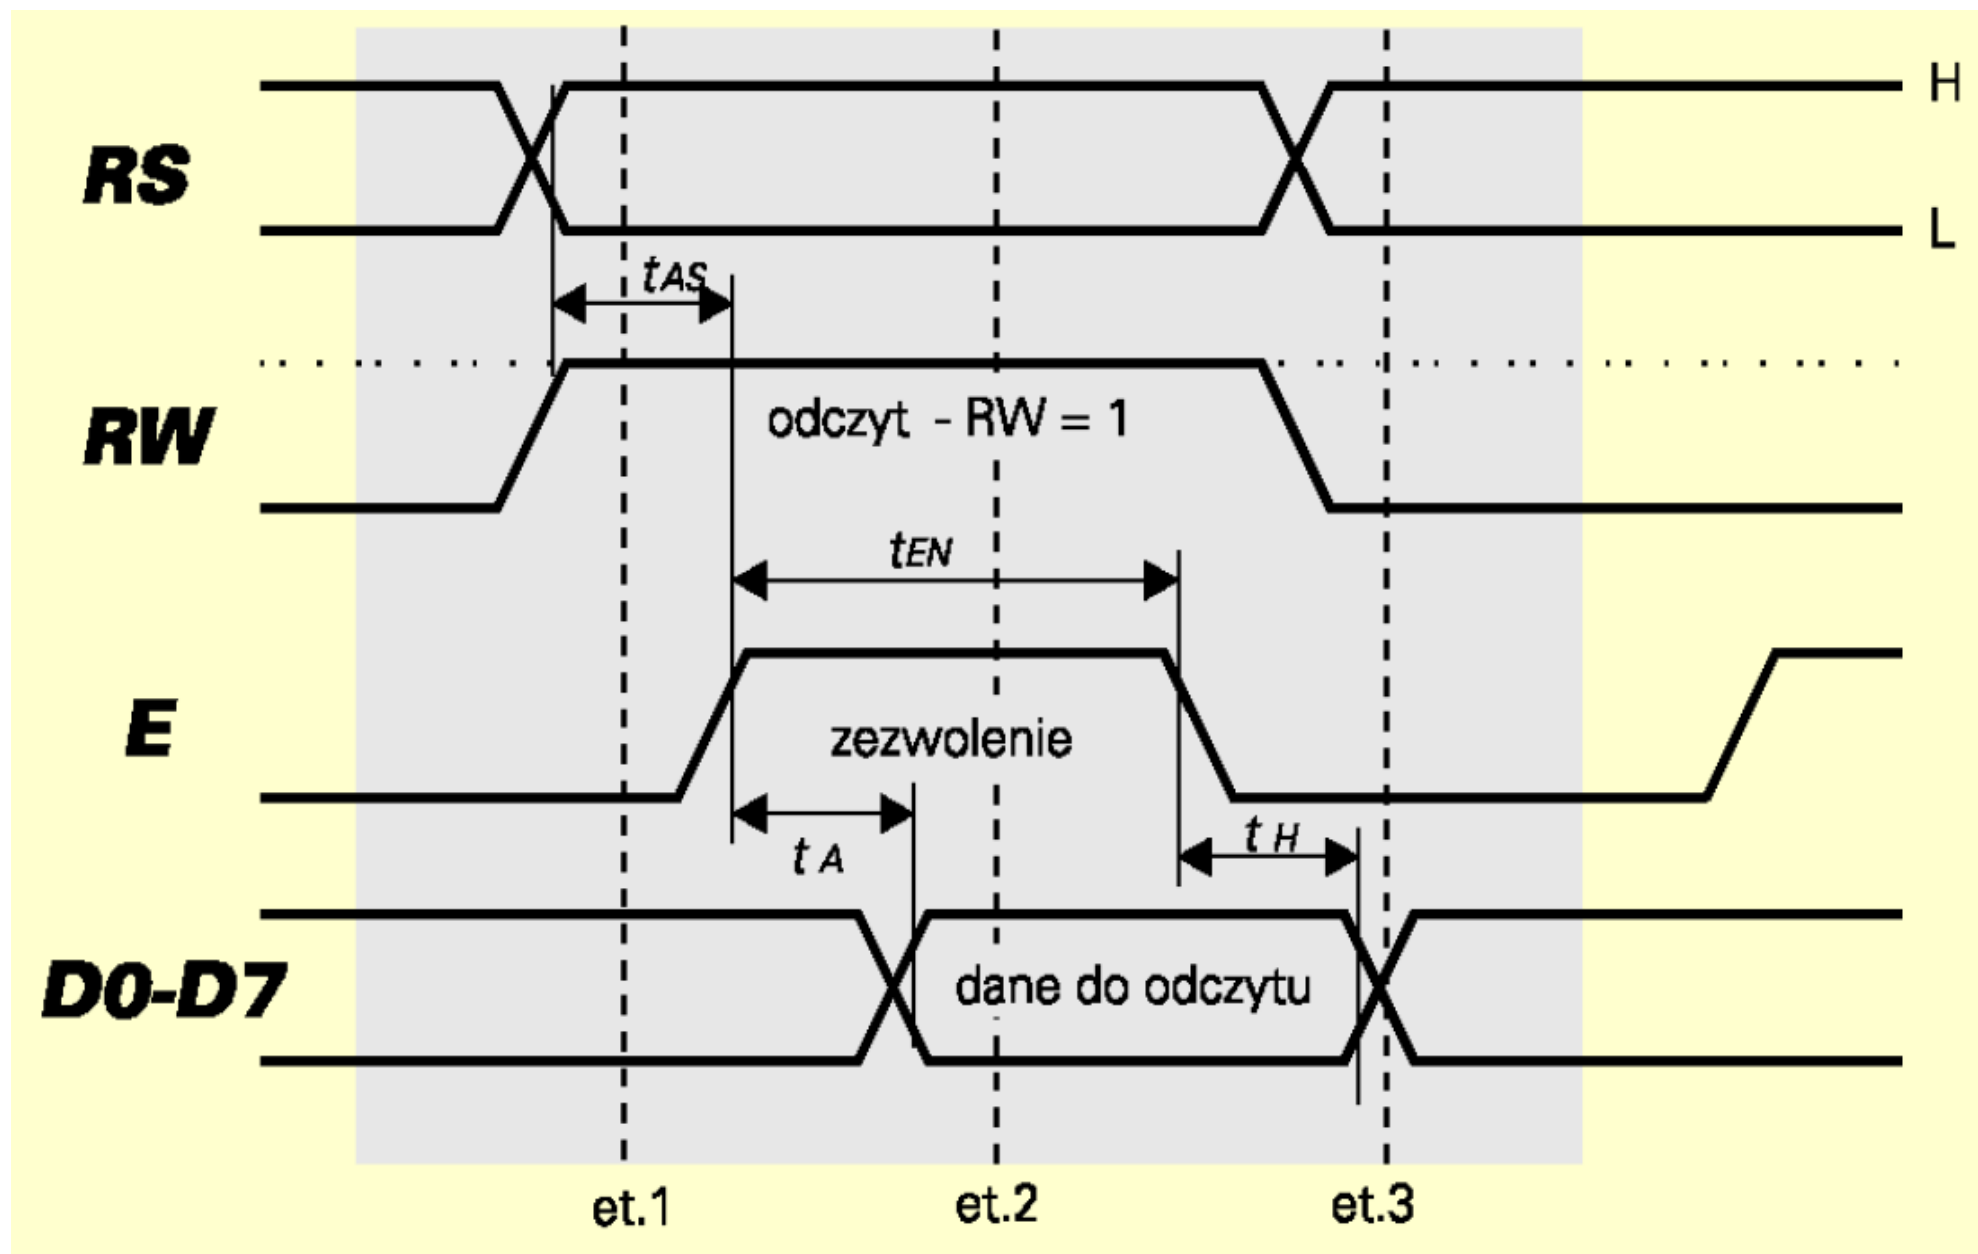 H
RS
L
tAS
RW
odczyt - RW = 1
tEN
E
zezwolenie
t A
t H
D0-D7
dane do odczytu
et.1
et.2
et.3